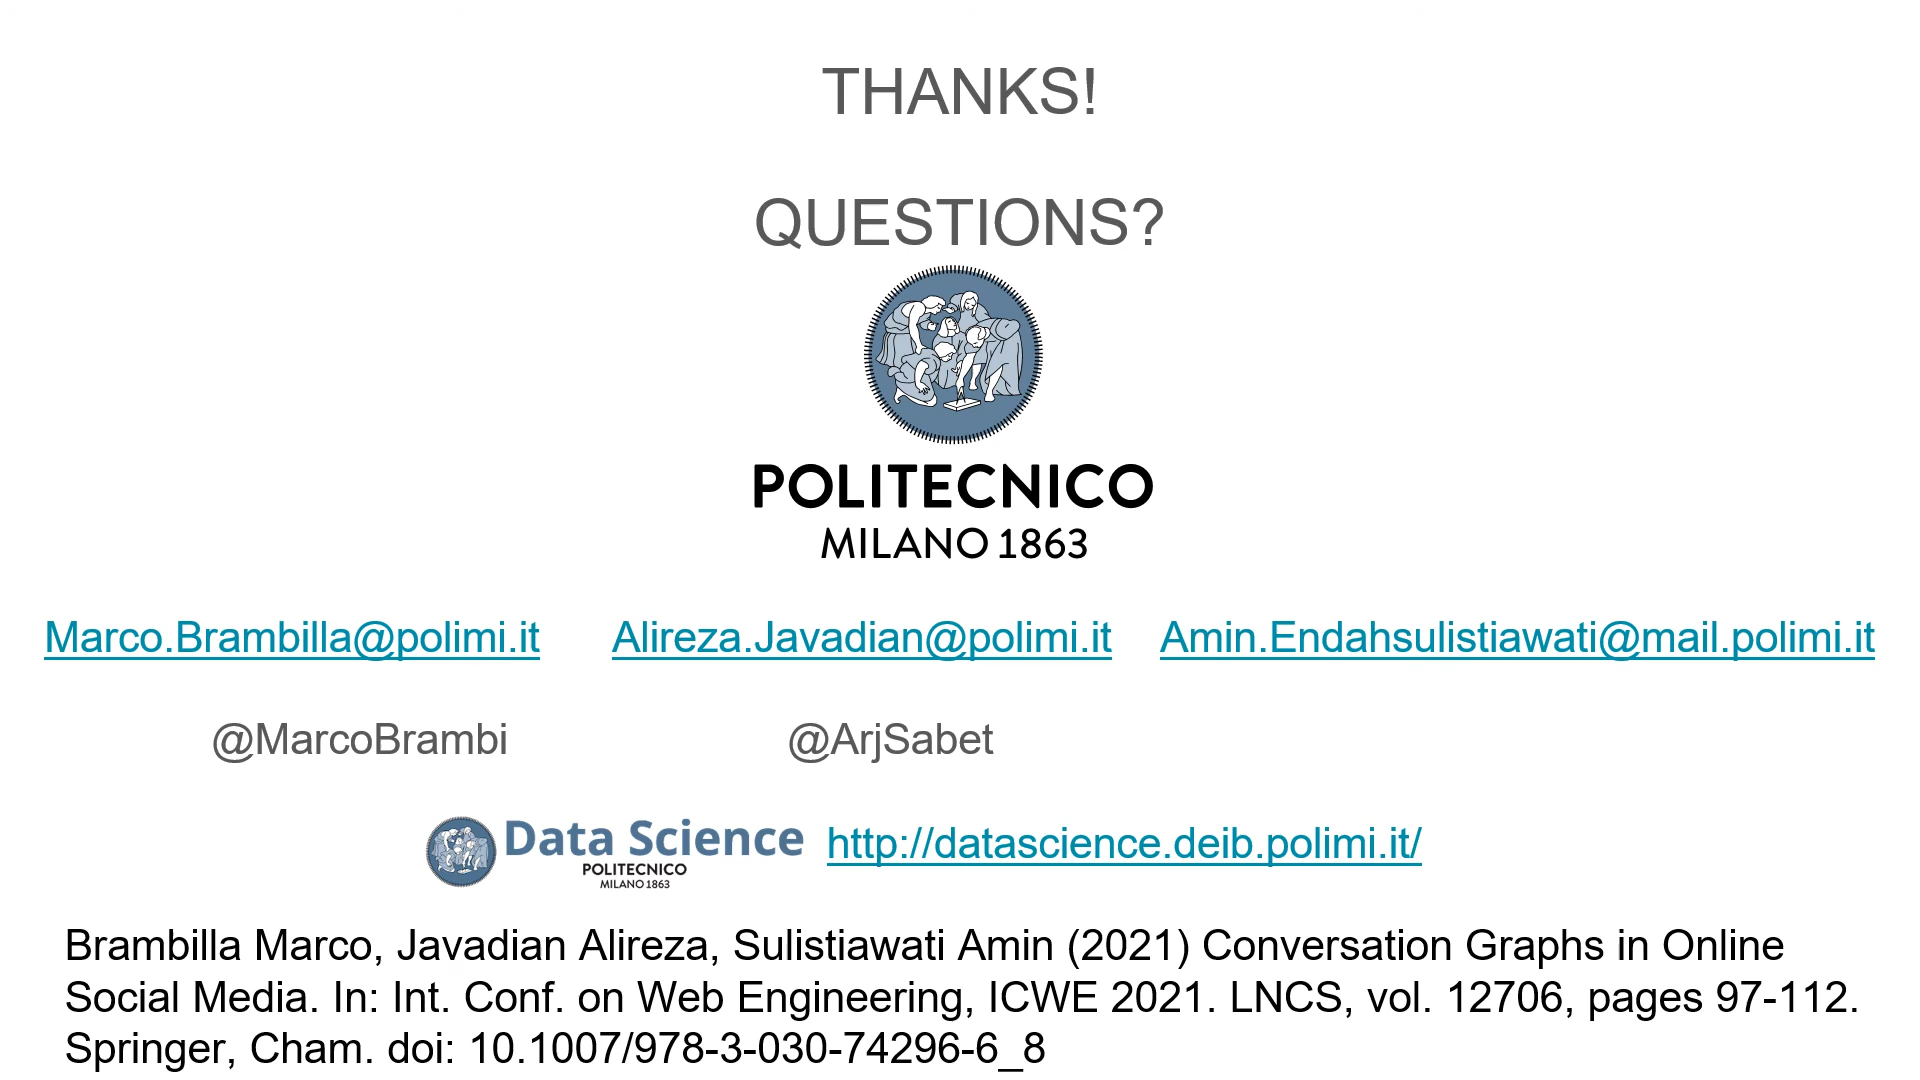 THANKS!
QUESTIONS?
POLITECNICO
MILANO 1863
Marco.Brambilla@polimi.it Alireza.Javadian@polimi.it Amin.Endahsulistiawati@mail.polimi.it
@MarcoBrambi @ArjSabet
Data Science http://datascience.deib.polimi.it/
POLITECNICO
MILANO 1863
Brambilla Marco, Javadian Alireza, Sulistiawati Amin (2021) Conversation Graphs in Online
Social Media. In: Int. Conf. on Web Engineering, ICWE 2021. LNCS, vol. 12706, pages 97-112.
Springer, Cham. doi: 10.1007/978-3-030-74296-6_8